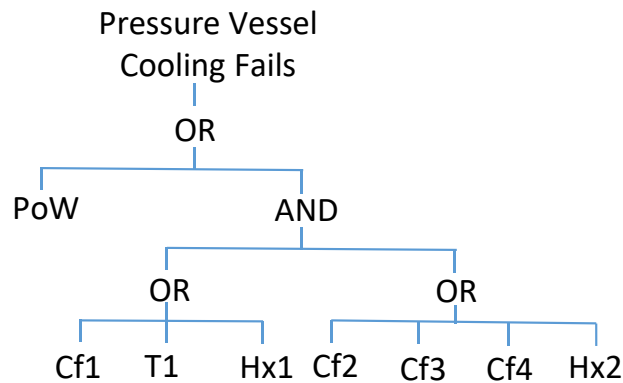 Pressure Vessel
Cooling Fails
OR
PoW AND
OR OR
Cf1 T1 Hx1 Cf2 Cf3 Cf4 Hx2